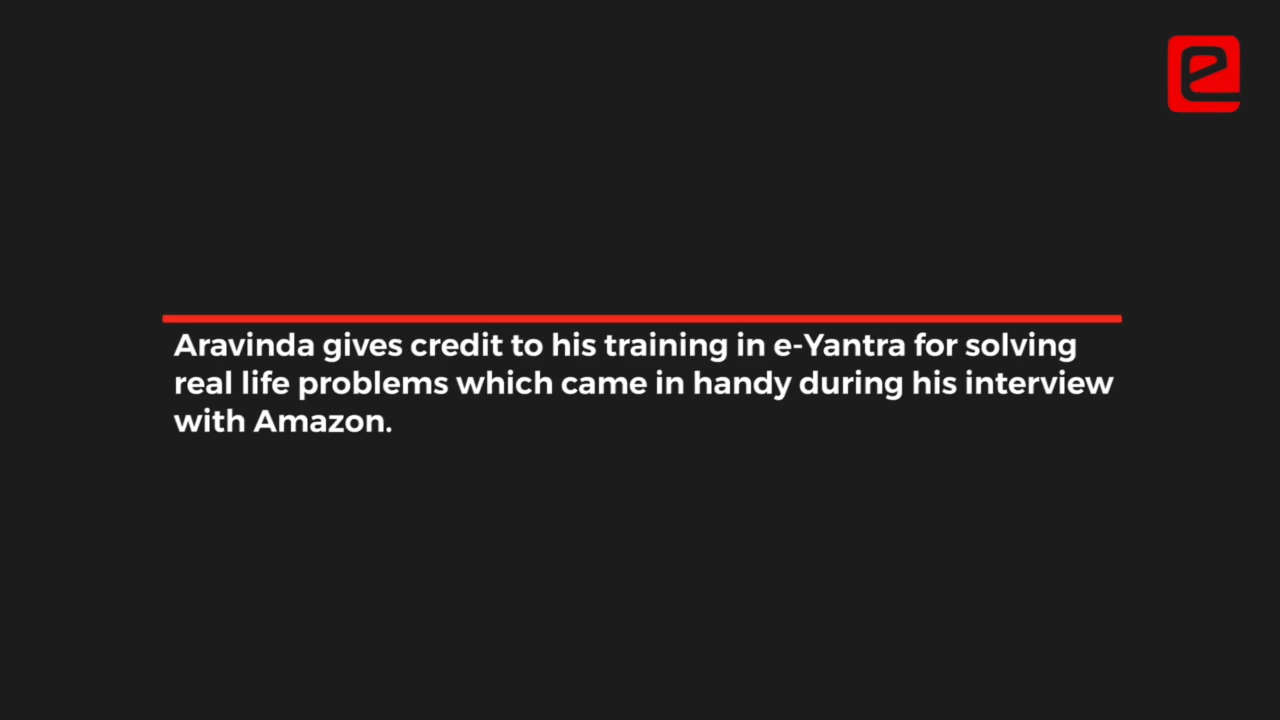 e
Aravinda gives credit to his training in e-Yantra for solving
real life problems which came in handy during his interview
with Amazon.